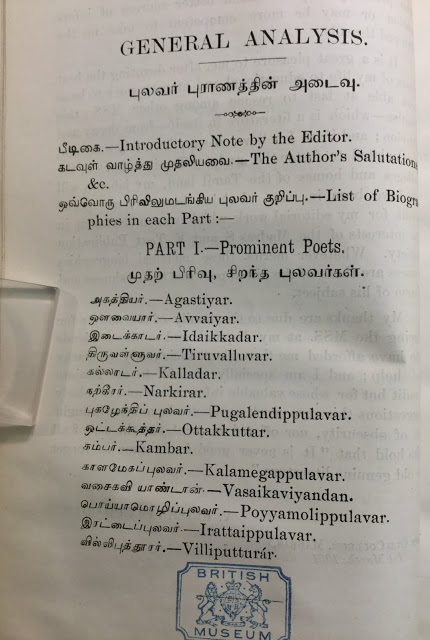 GENERAL ANALYSIS.
புலவர் புராணத்தின் அடைவு.
பீடிகை.—Introductory Note by the Editor.
கடவுள் வாழ்த்து முதலியவை.—The Author's Salutations
&c.
ஒவ்வொரு பிரிவிலுமடங்கிய புலவர் குறிப்பு.—List of Biogra
phies in each Part :—
PART I.—Prominent Poets.
முதற் பிரிவு, சிறந்த புலவர்கள்.
அகத்தியர்.—Agastiyar.
ஔவையார்.—Avvaiyar.
இடைக்காடர்.—Idaikkadar.
திருவள்ளுவர்.—Tiruvalluvar.
கல்லாடர்.—Kalladar.
நற்கீரர்.—Narkirar.
புகழேந்திப் புலவர்.—Pugalendippulavar.
ஒட்டக்கூத்தர்.—Ottakkuttar.
கம்பர்.—Kambar.
காளமேகப்புலவர்.—Kalamegappulavar.
வசைகவி யாண்டான்.—Vasaikaviyandan.
பொய்யாமொழிப்புலவர்.—Poyyamolippulavar.
இரட்டைப்புலவர்.—Irattaippulavar.
வில்லிபுத்தூரர்.—Villiputturár.
BRITISH
MUSEUM